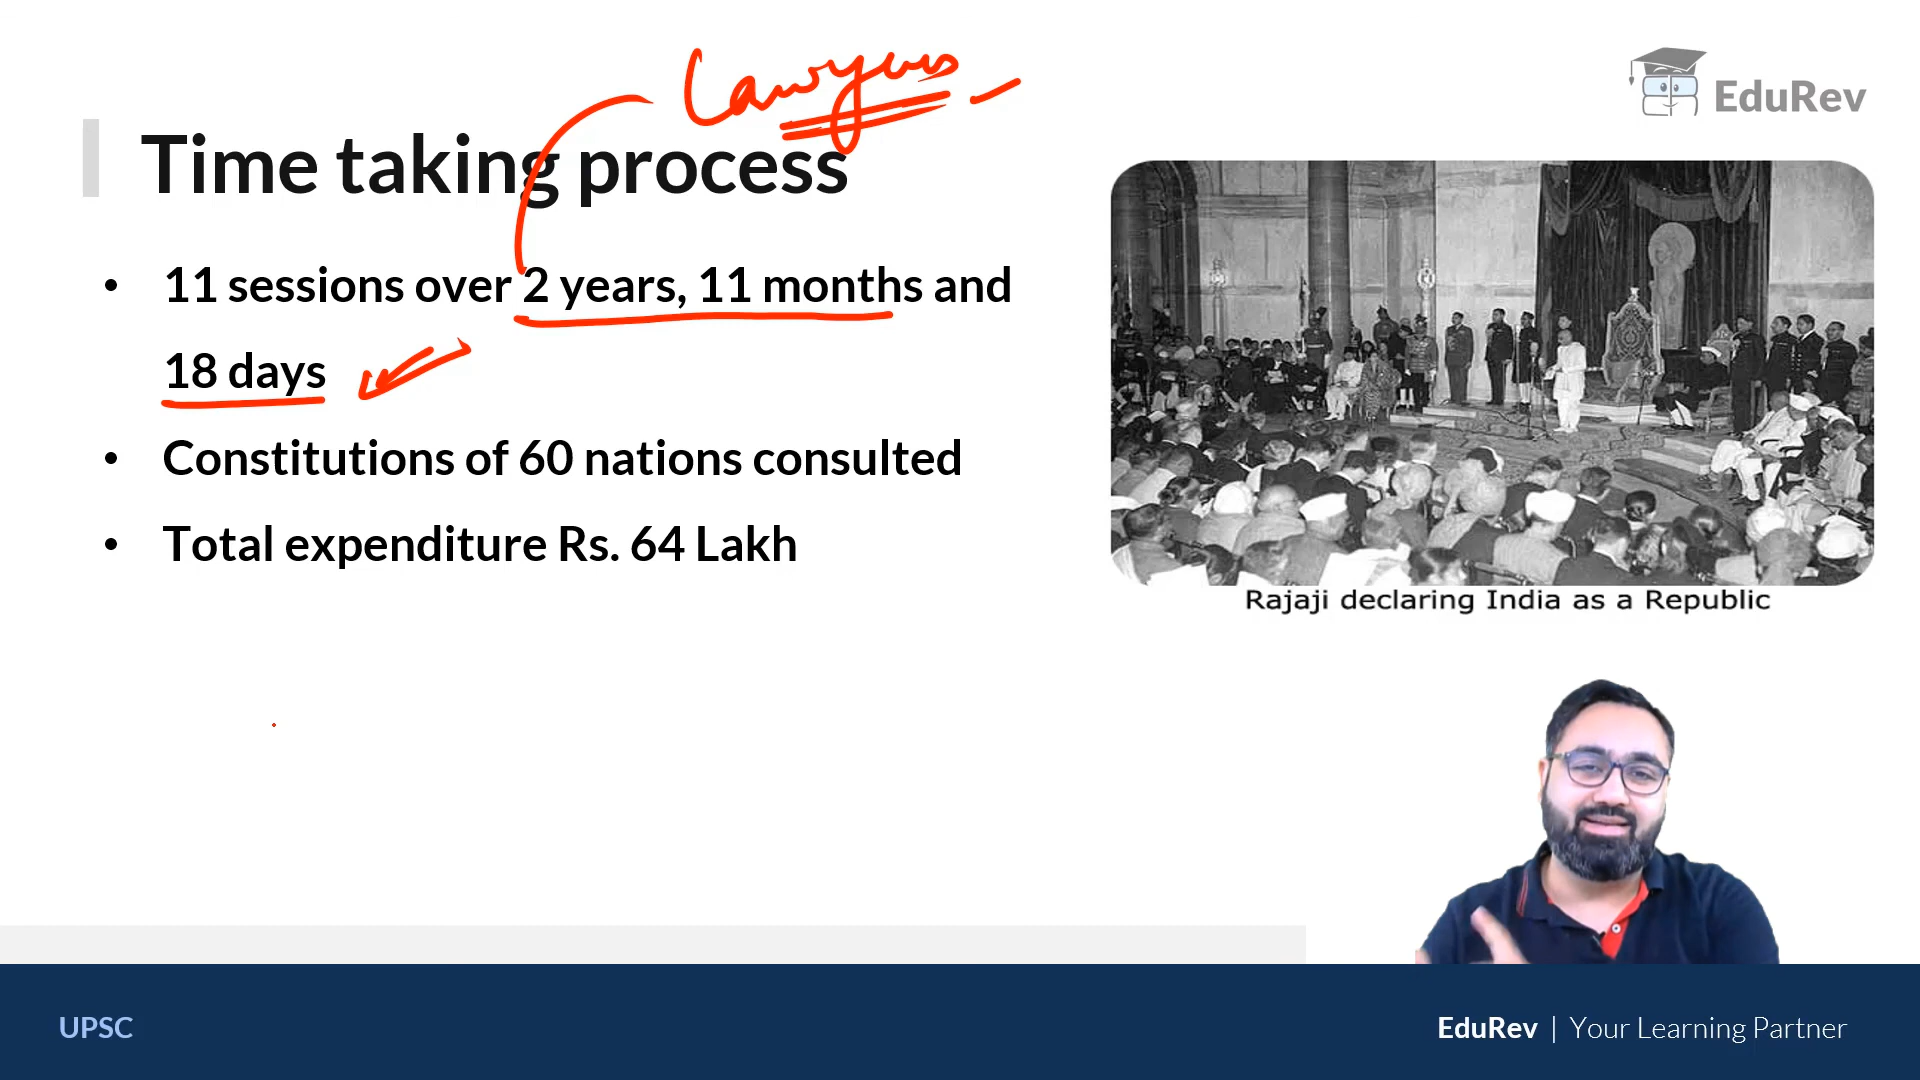 Lawyers
EduRev
Time taking process
• 11 sessions over 2 years, 11 months and
18 days
• Constitutions of 60 nations consulted
• Total expenditure Rs. 64 Lakh
Rajaji declaring India as a Republic
UPSC
EduRev | Your Learning Partner